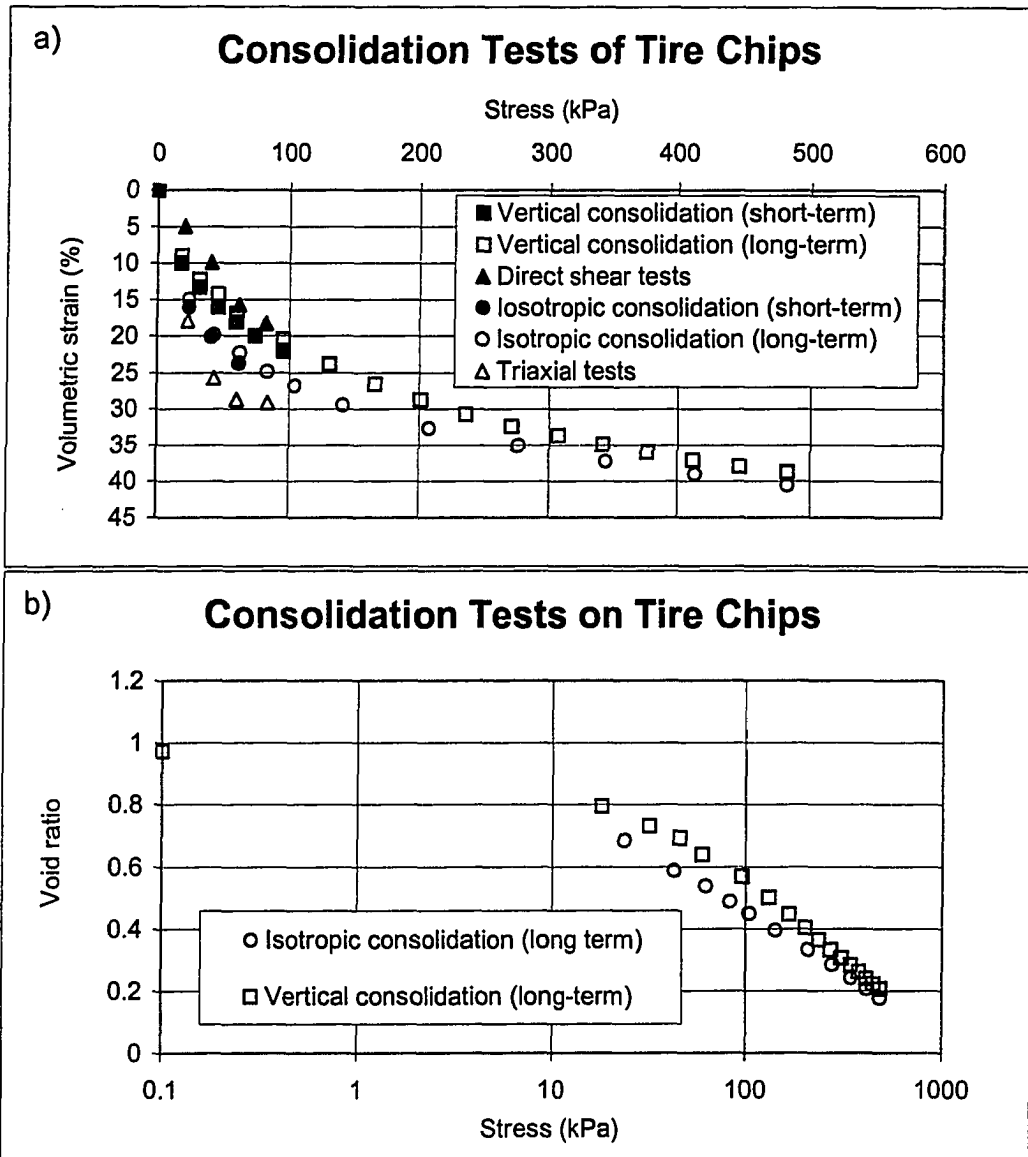 a)
Consolidation Tests of Tire Chips
Stress (kPa)
0 100 200 300 400 500 600
Volumetric strain (%)
0
5
10
15
20
25
30
35
40
45
Vertical consolidation (short-term)
Vertical consolidation (long-term)
Direct shear tests
Iosotropic consolidation (short-term)
Isotropic consolidation (long-term)
Triaxial tests
b)
Consolidation Tests on Tire Chips
Void ratio
1.2
1
0.8
0.6
0.4
0.2
0
Isotropic consolidation (long term)
Vertical consolidation (long-term)
0.1 1 10 100 1000
Stress (kPa)